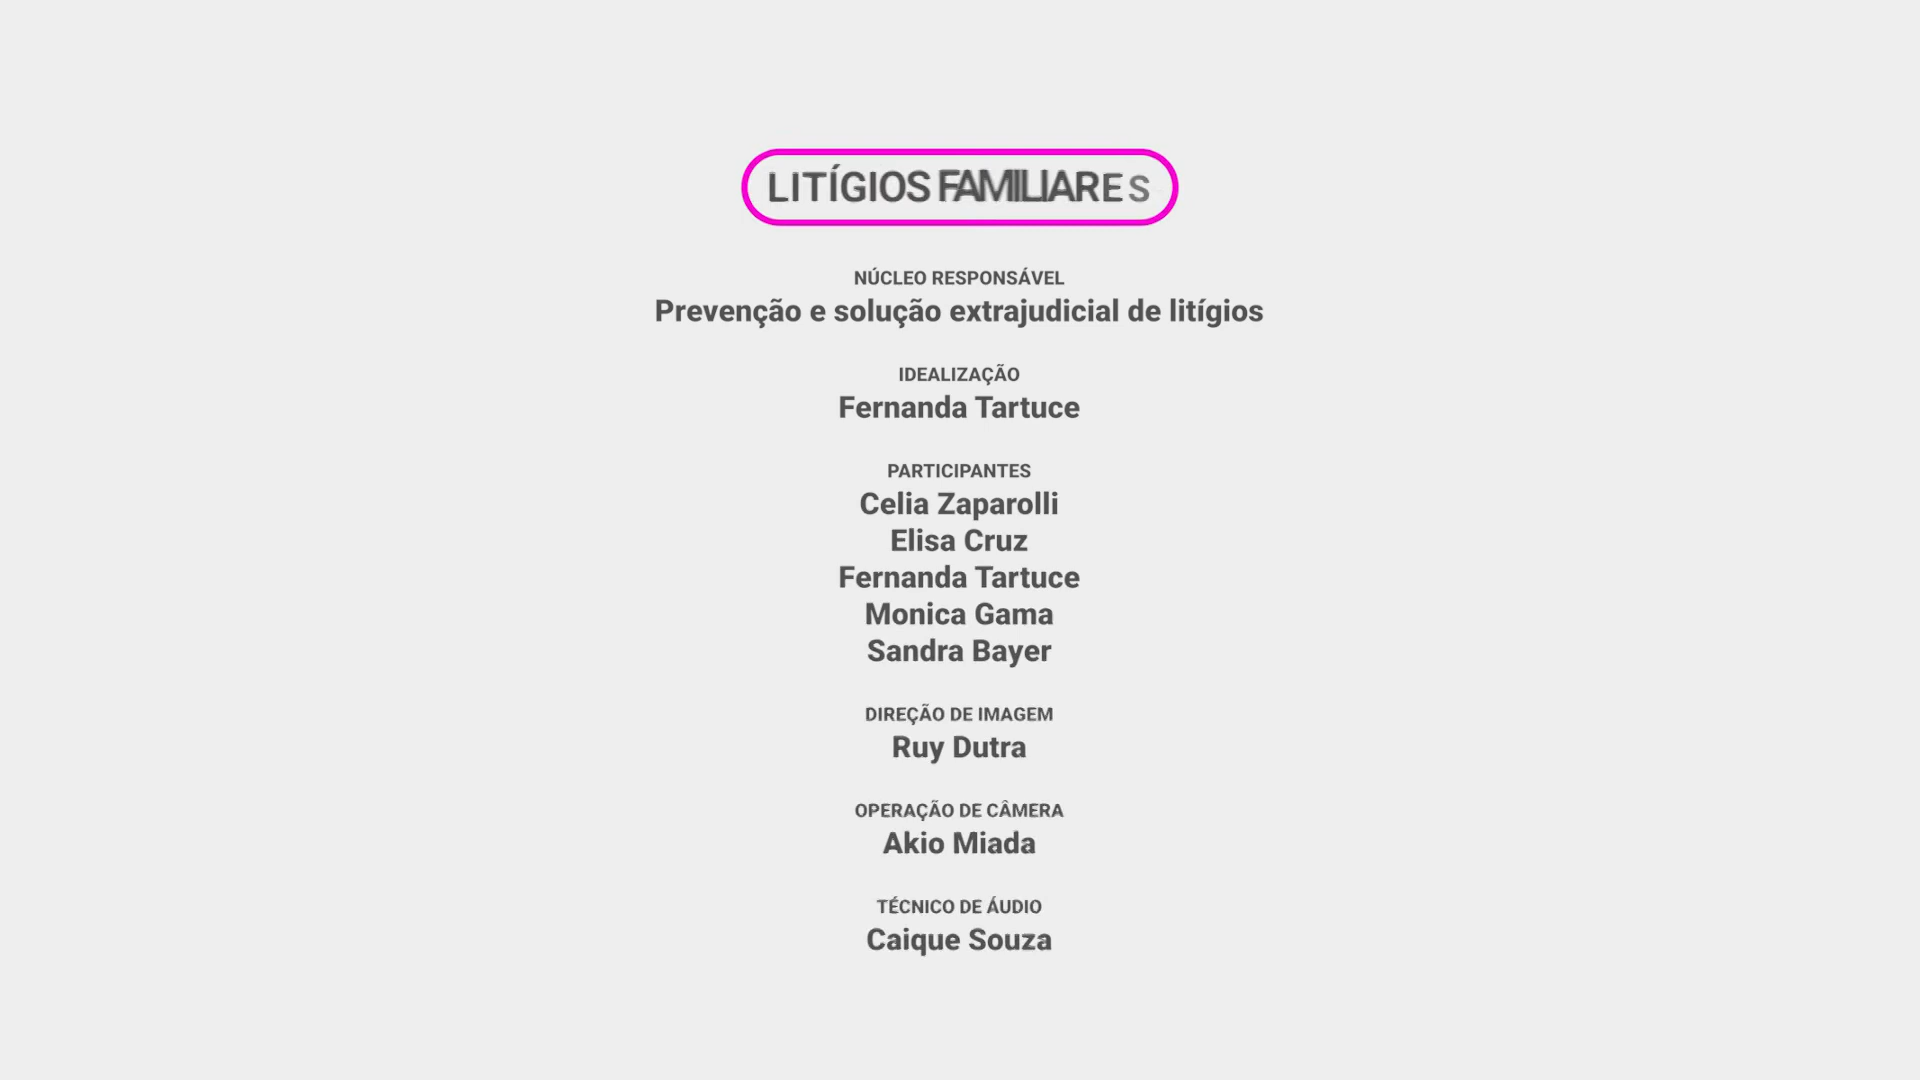 LITÍGIOS FAMILIARES
NÚCLEO RESPONSÁVEL
Prevenção e solução extrajudicial de litígios
IDEALIZAÇÃO
Fernanda Tartuce
PARTICIPANTES
Celia Zaparolli
Elisa Cruz
Fernanda Tartuce
Monica Gama
Sandra Bayer
DIREÇÃO DE IMAGEM
Ruy Dutra
OPERAÇÃO DE CÂMERA
Akio Miada
TÉCNICO DE ÁUDIO
Caique Souza